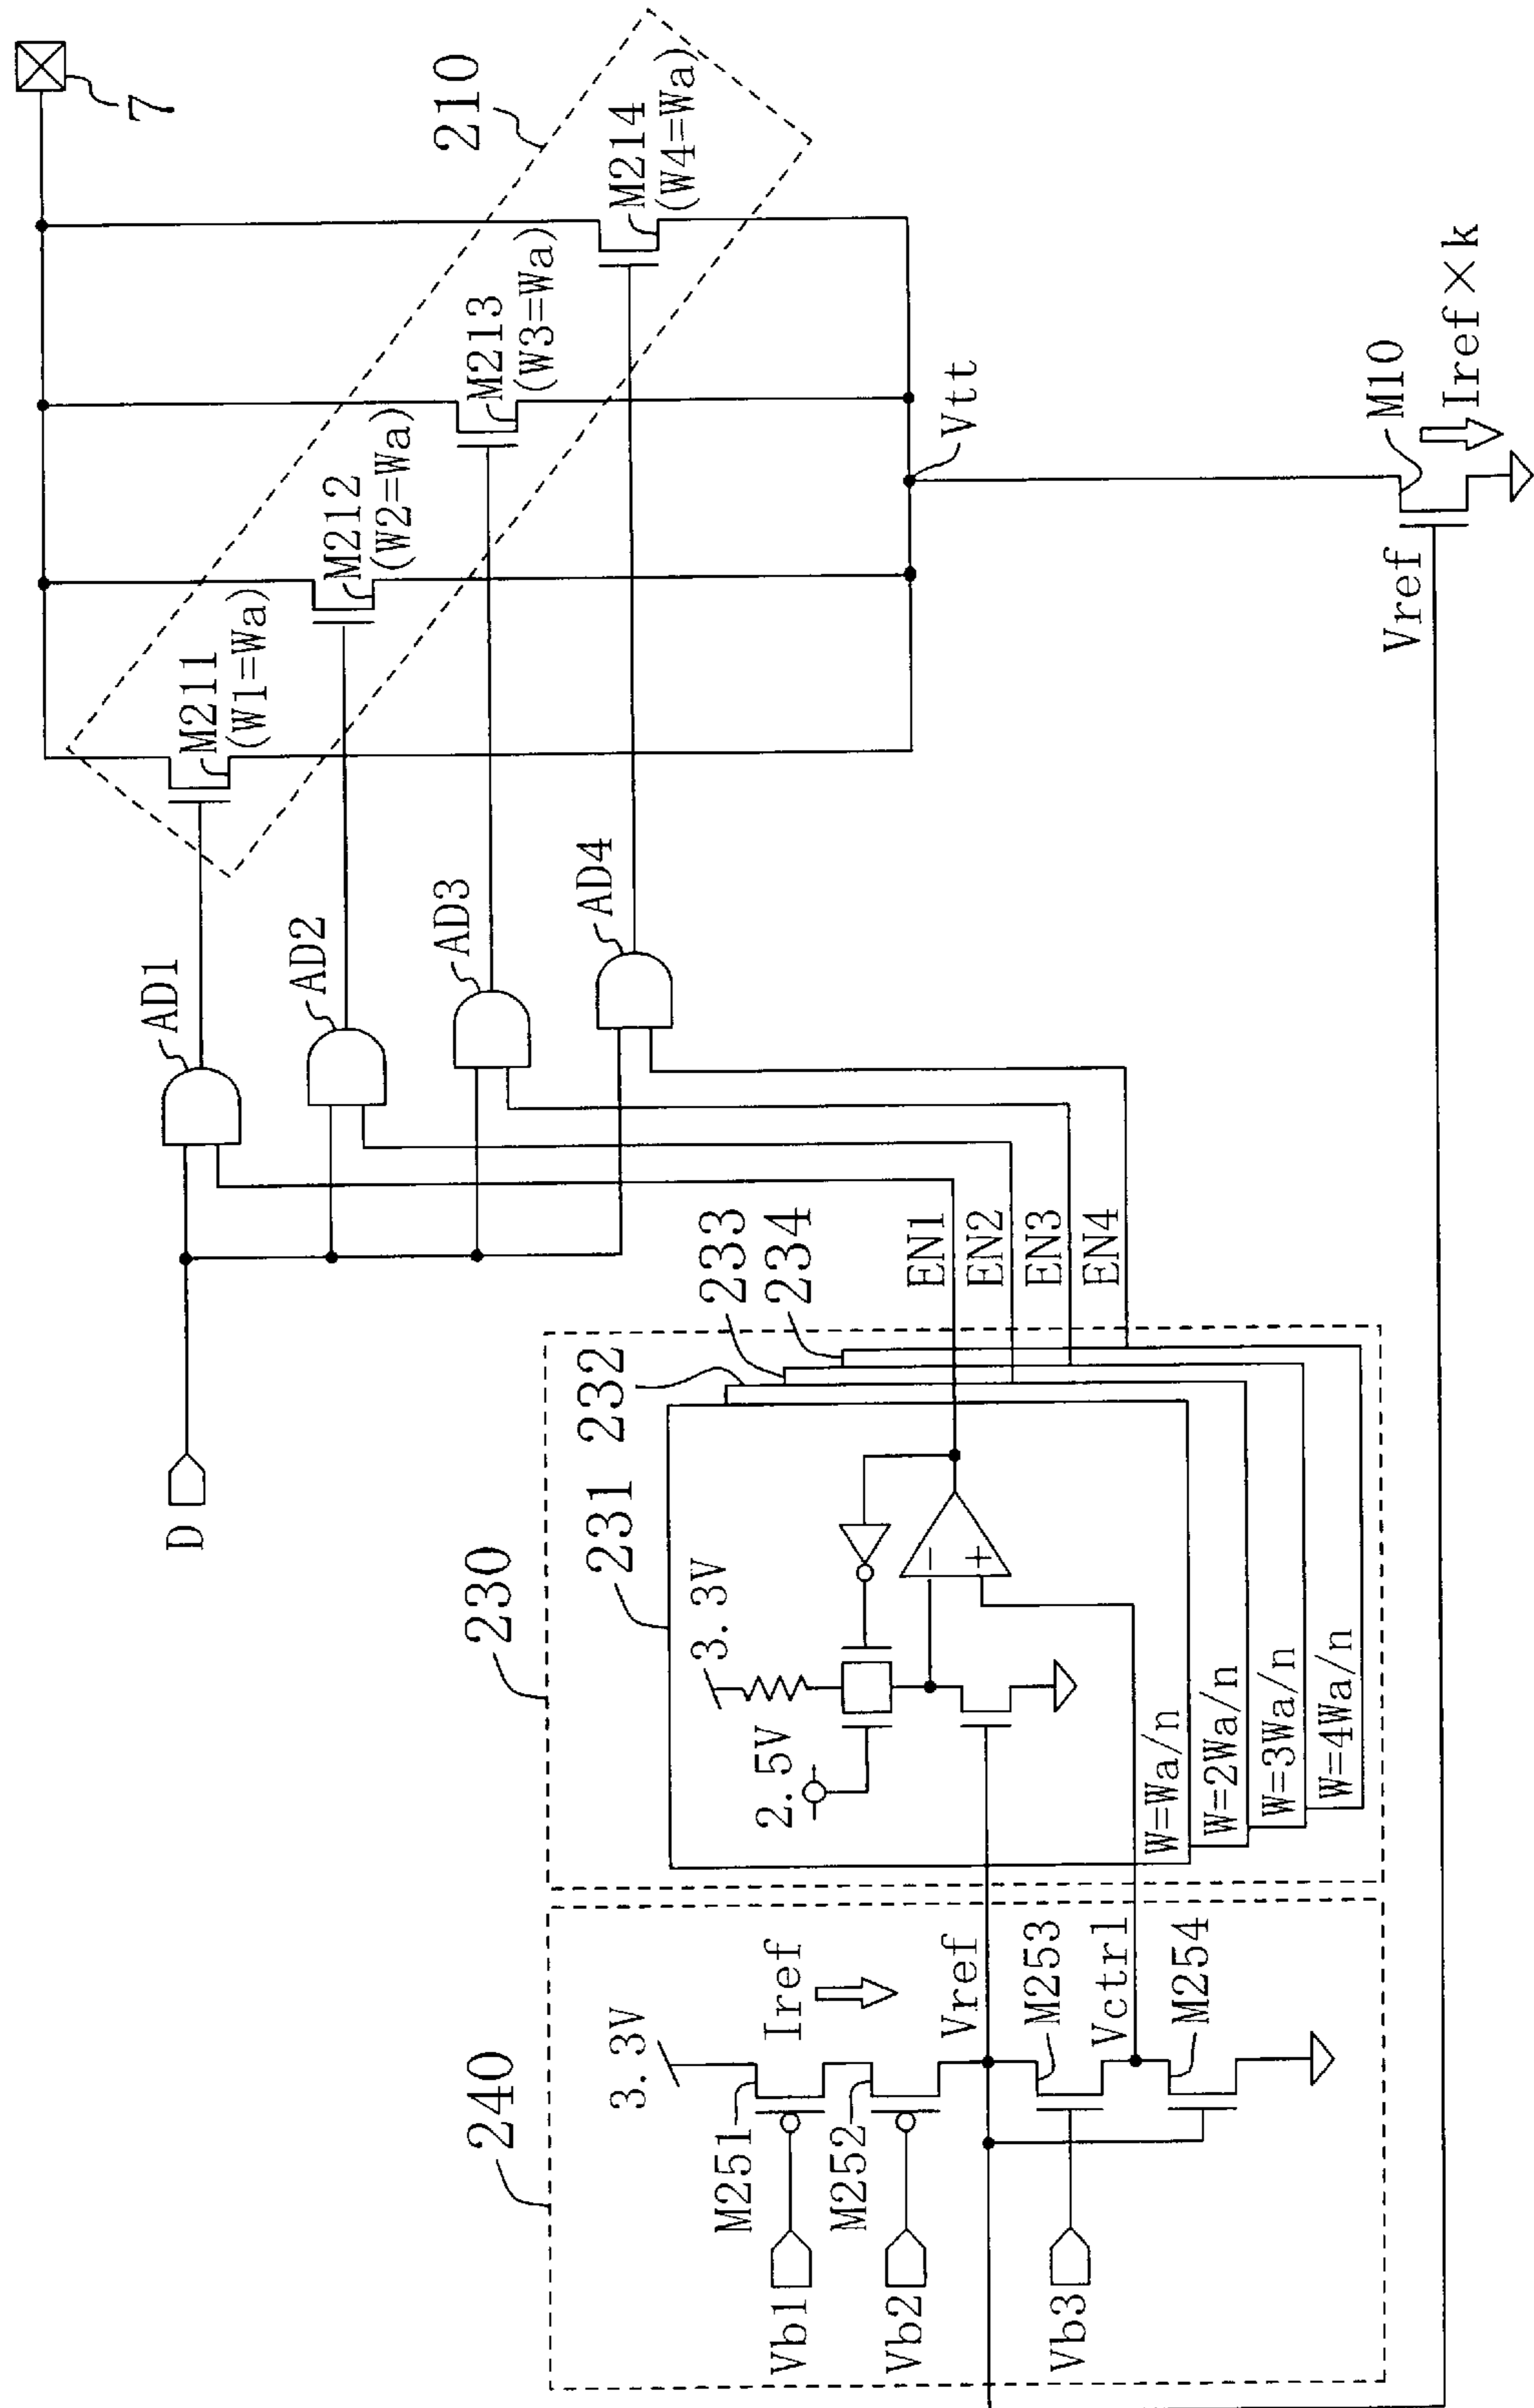 7
210
M211
(W1=Wa)
M212
(W2=Wa)
M213
(W3=Wa)
M214
(W4=Wa)
AD1
AD2
AD3
AD4
D
Vtt
M10
Iref×k
Vref
230
231
232
233
234
EN1
EN2
EN3
EN4
3.3V
2.5V
−
+
W=Wa/n
W=2Wa/n
W=3Wa/n
W=4Wa/n
240
3.3V
Iref
M251
Vb1
M252
Vb2
Vref
M253
Vb3
Vctrl
M254